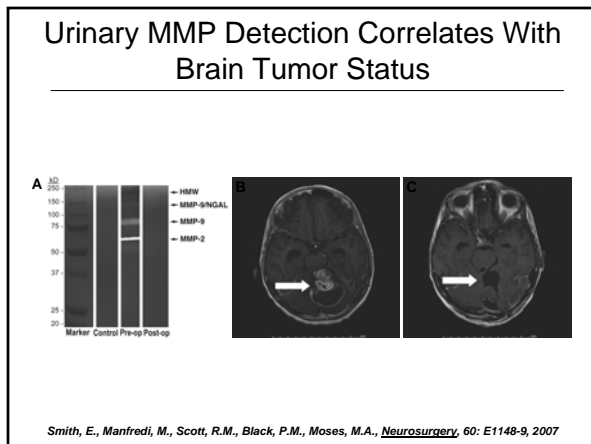 Urinary MMP Detection Correlates With
Brain Tumor Status
A
kD
250
150
100
75
50
37
25
20
HMW
MMP-9/NGAL
MMP-9
MMP-2
Marker Control Pre-op Post-op
B
C
Smith, E., Manfredi, M., Scott, R.M., Black, P.M., Moses, M.A., Neurosurgery, 60: E1148-9, 2007